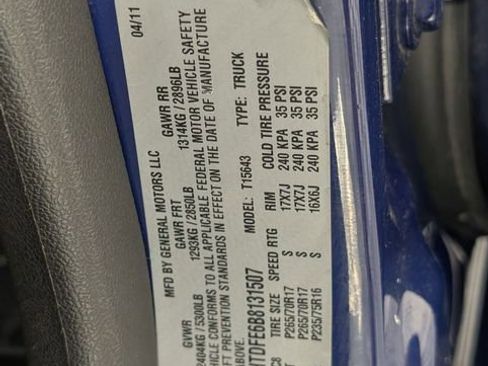 04/11
MFD BY GENERAL MOTORS LLC
GVWR GAWR FRT GAWR RR
2404KG/5300LB 1293KG/2850LB 1314KG/2896LB
CONFORMS TO ALL APPLICABLE FEDERAL MOTOR VEHICLE SAFETY
PREVENTION STANDARDS IN EFFECT ON THE DATE OF MANUFACTURE
ABOVE.
TDFE6B8131507 MODEL: T15643 TYPE: TRUCK
TIRE SIZE SPEED RTG RIM COLD TIRE PRESSURE
P265/70R17 S 17X7J 240 KPA 35 PSI
P265/70R17 S 17X7J 240 KPA 35 PSI
P235/75R16 S 16X6J 240 KPA 35 PSI